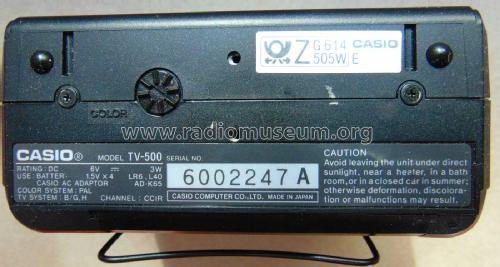 Z G 614 CASIO
505W E
COLOR
www.radiomuseum.org
CASIO® MODEL TV-500 SERIAL NO.
6002247 A
RATING: DC 6V 3W
USE BATTERY: 1.5V×4 LR6, L40
CASIO AC ADAPTOR AD-K65
COLOR SYSTEM: PAL
TV SYSTEM: B/G, H CHANNEL: CCIR
CASIO COMPUTER CO., LTD. MADE IN JAPAN
CAUTION
Avoid leaving the unit under direct
sunlight, near a heater, in a bath
room, or in a closed car in summer;
otherwise deformation, discolorat-
ion or malfunctions may result.